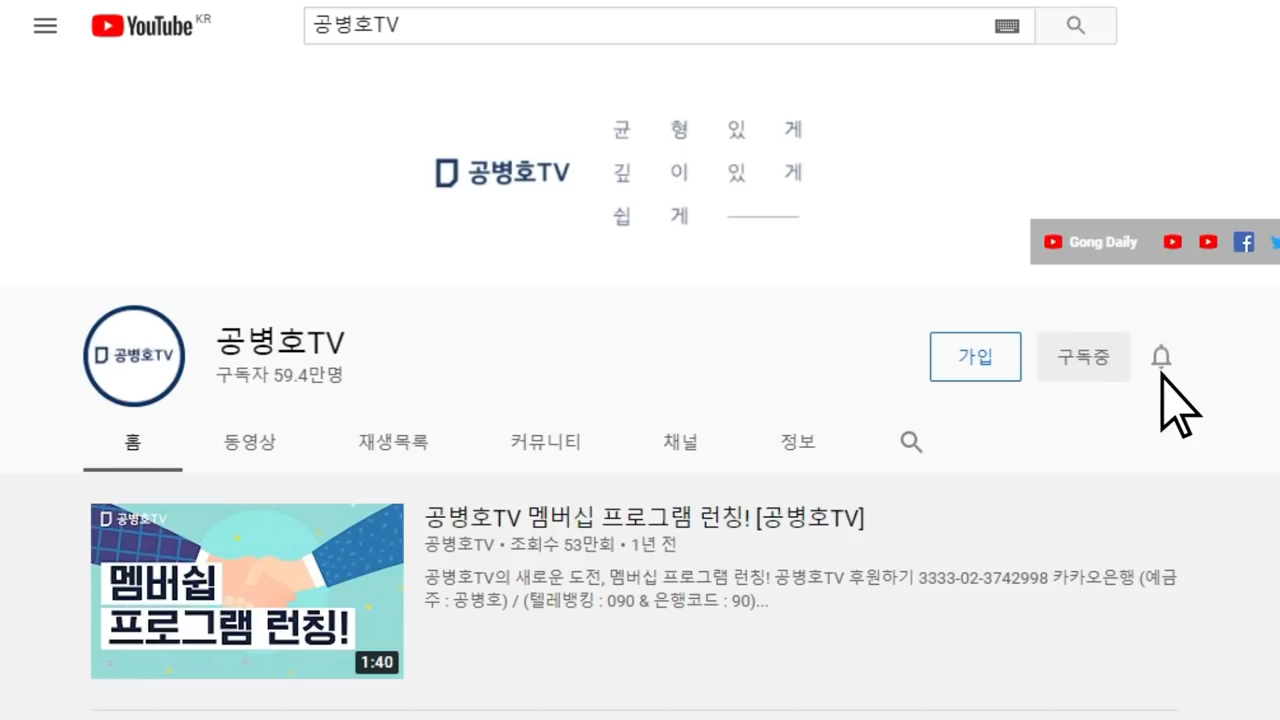 YouTube KR
공병호TV
균 형 있 게
공병호TV
깊 이 있 게
쉽 게
Gong Daily
공병호TV
공병호TV
구독자 59.4만명
가입
구독중
홈
동영상
재생목록
커뮤니티
채널
정보
공병호TV
멤버쉽
프로그램 런칭!
1:40
공병호TV 멤버십 프로그램 런칭! [공병호TV]
공병호TV • 조회수 53만회 • 1년 전
공병호TV의 새로운 도전, 멤버십 프로그램 런칭! 공병호TV 후원하기 3333-02-3742998 카카오은행 (예금
주 : 공병호) / (텔레뱅킹 : 090 & 은행코드 : 90)...